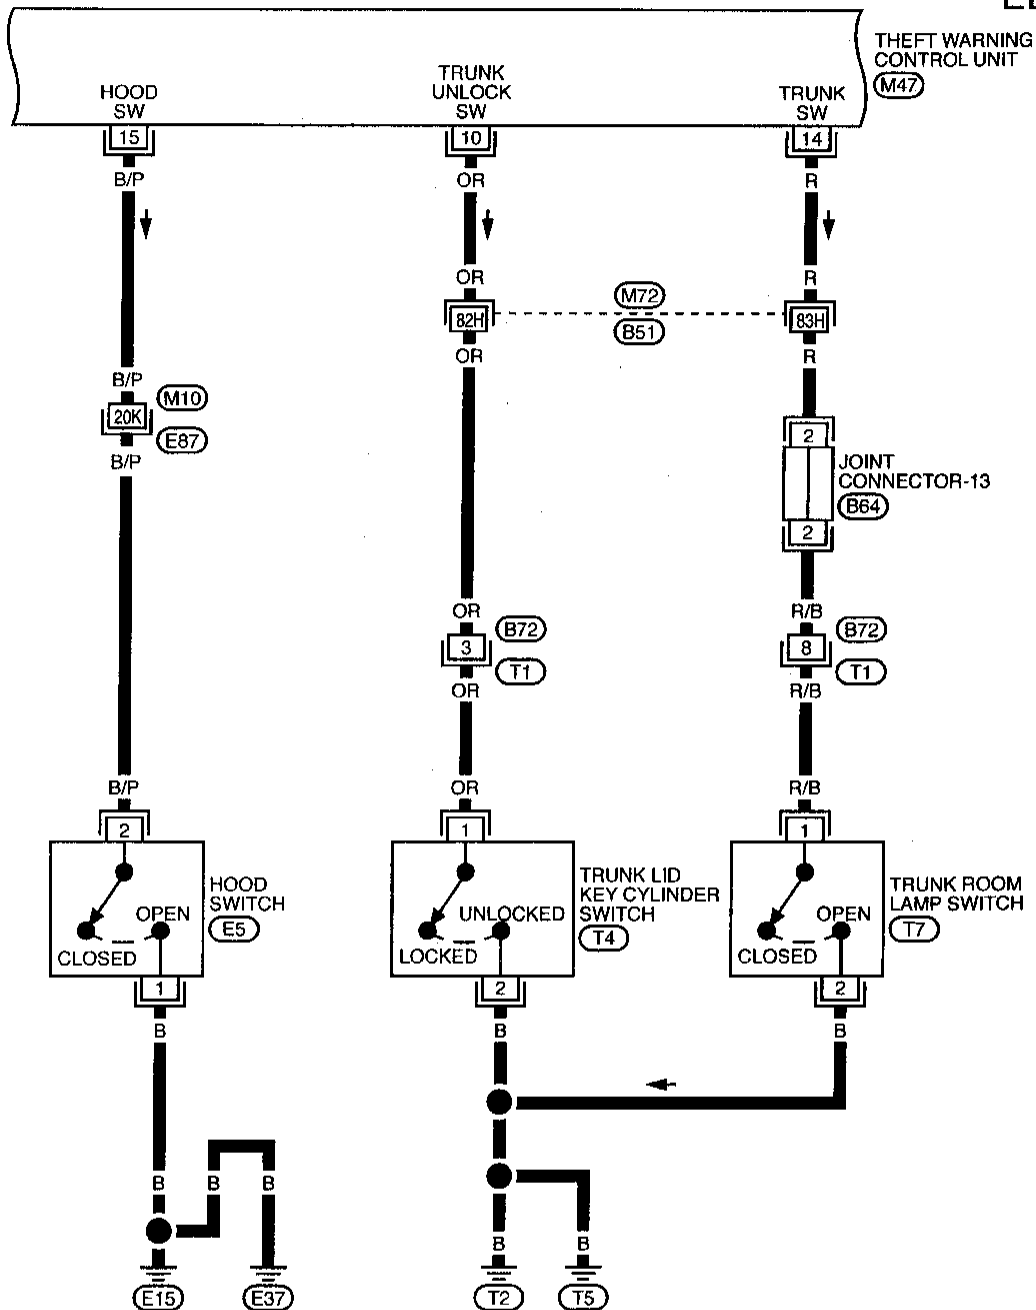 THEFT WARNING
CONTROL UNIT
M47
HOOD
SW
TRUNK
UNLOCK
SW
TRUNK
SW
15
10
14
B/P
OR
R
OR
R
82H
M72
B51
83H
OR
R
B/P
20K
M10
E87
B/P
2
JOINT
CONNECTOR-13
B64
2
OR
R/B
3
B72
T1
8
B72
T1
OR
R/B
B/P
OR
R/B
2
1
1
HOOD
SWITCH
E5
OPEN
CLOSED
TRUNK LID
KEY CYLINDER
SWITCH
T4
UNLOCKED
LOCKED
TRUNK ROOM
LAMP SWITCH
T7
OPEN
CLOSED
1
2
2
B
B
B
B
B
B
B
B
E15
E37
T2
T5